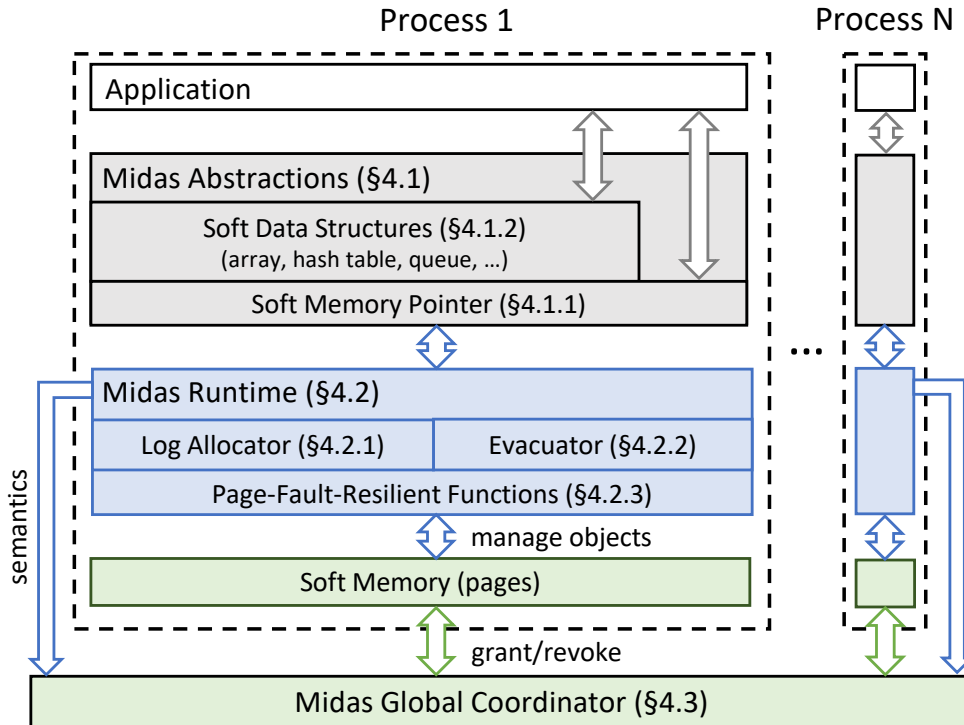 Process 1
Process N
Application
Midas Abstractions (§4.1)
Soft Data Structures (§4.1.2)
(array, hash table, queue, …)
Soft Memory Pointer (§4.1.1)
...
Midas Runtime (§4.2)
Log Allocator (§4.2.1)
Evacuator (§4.2.2)
Page-Fault-Resilient Functions (§4.2.3)
semantics
manage objects
Soft Memory (pages)
grant/revoke
Midas Global Coordinator (§4.3)